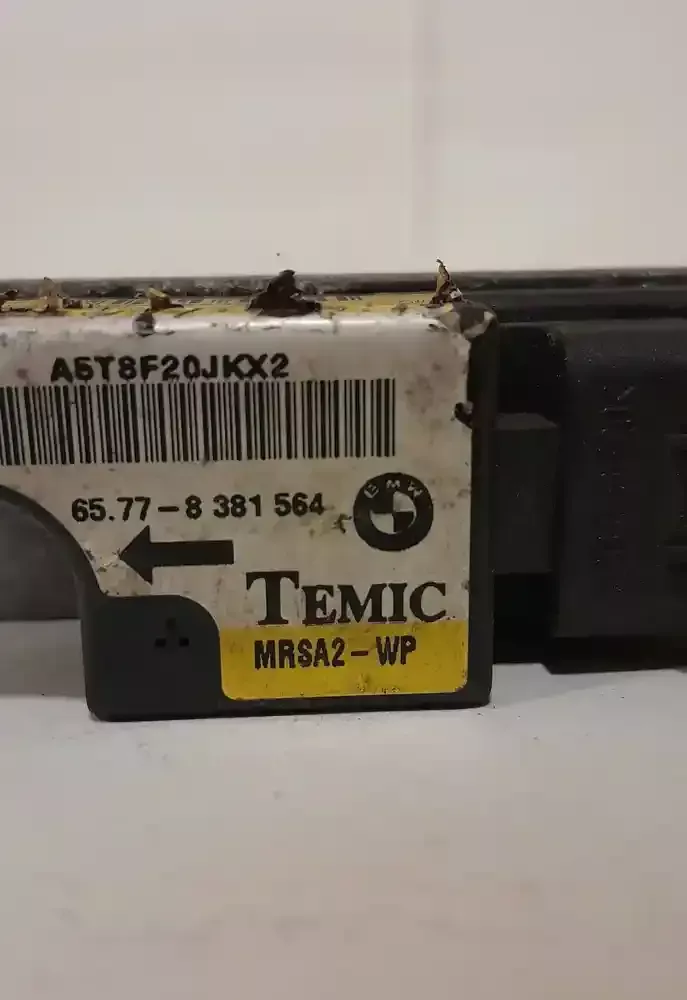 A5T8F20JKX2
65.77-8 381 564
BMW
TEMIC
MRSA2-WP